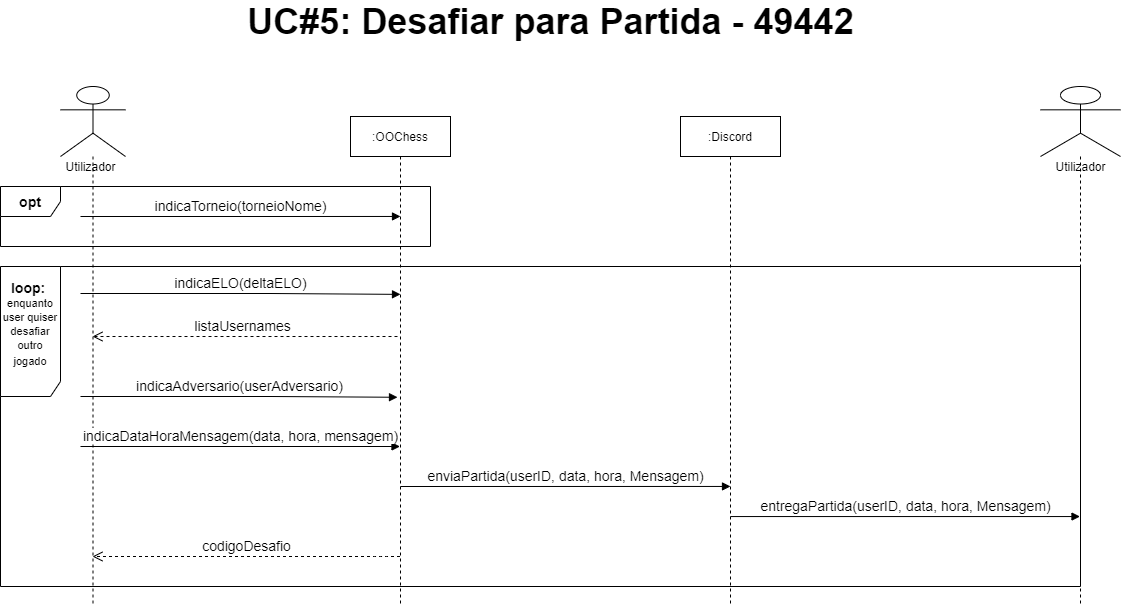 UC#5: Desafiar para Partida - 49442
Utilizador
:OOChess
:Discord
Utilizador
opt
indicaTorneio(torneioNome)
loop:
enquanto
user quiser
desafiar
outro
jogado
indicaELO(deltaELO)
listaUsernames
indicaAdversario(userAdversario)
indicaDataHoraMensagem(data, hora, mensagem)
enviaPartida(userID, data, hora, Mensagem)
entregaPartida(userID, data, hora, Mensagem)
codigoDesafio